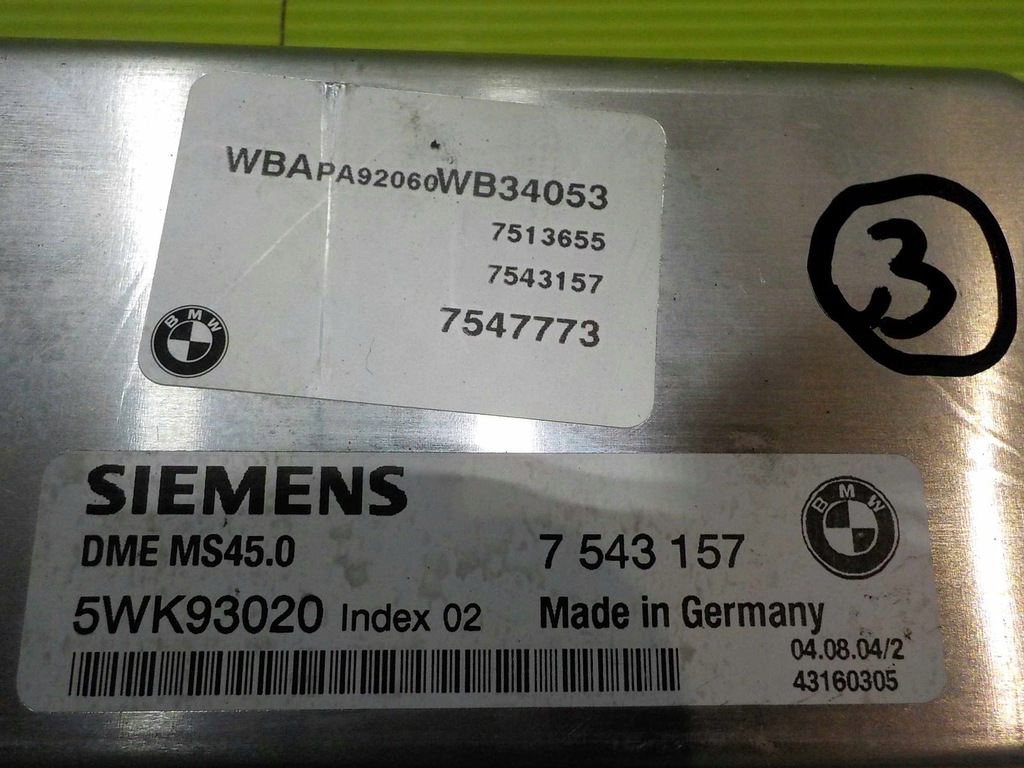 WBAPA92060WB34053
7513655
7543157
7547773
BMW
3
SIEMENS
BMW
DME MS45.0 7 543 157
5WK93020 Index 02 Made in Germany
04.08.04/2*
43160305